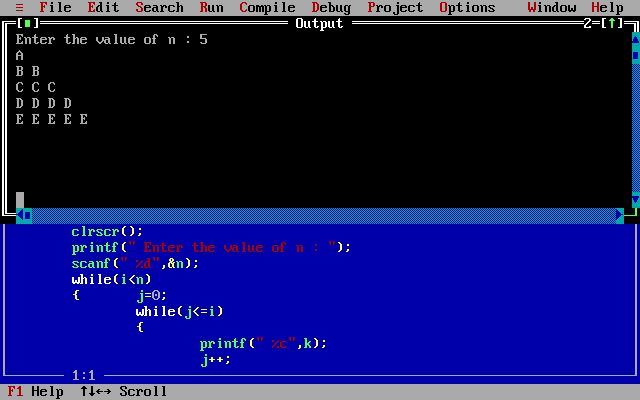 ≡ File Edit Search Run Compile Debug Project Options Window Help
[■] Output 2=[↑]
Enter the value of n : 5
A
B B
C C C
D D D D
E E E E E
clrscr();
printf(" Enter the value of n : ");
scanf(" %d",&n);
while(i<n)
{ j=0;
while(j<=i)
{
printf(" %c",k);
j++;
1:1
F1 Help ↑↓←→ Scroll